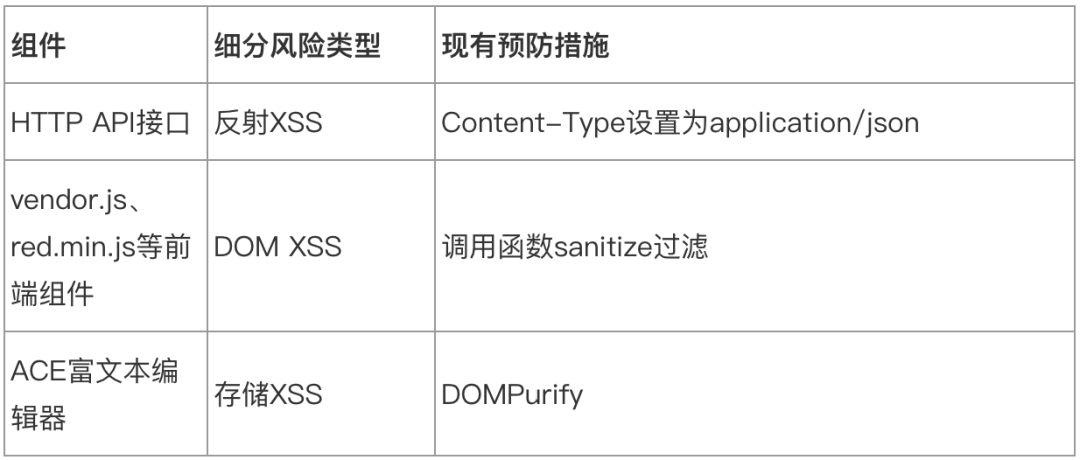 组件 细分风险类型 现有预防措施
HTTP API接口 反射XSS Content-Type设置为application/json
vendor.js、
red.min.js等前 DOM XSS 调用函数sanitize过滤
端组件
ACE富文本编
辑器 存储XSS DOMPurify